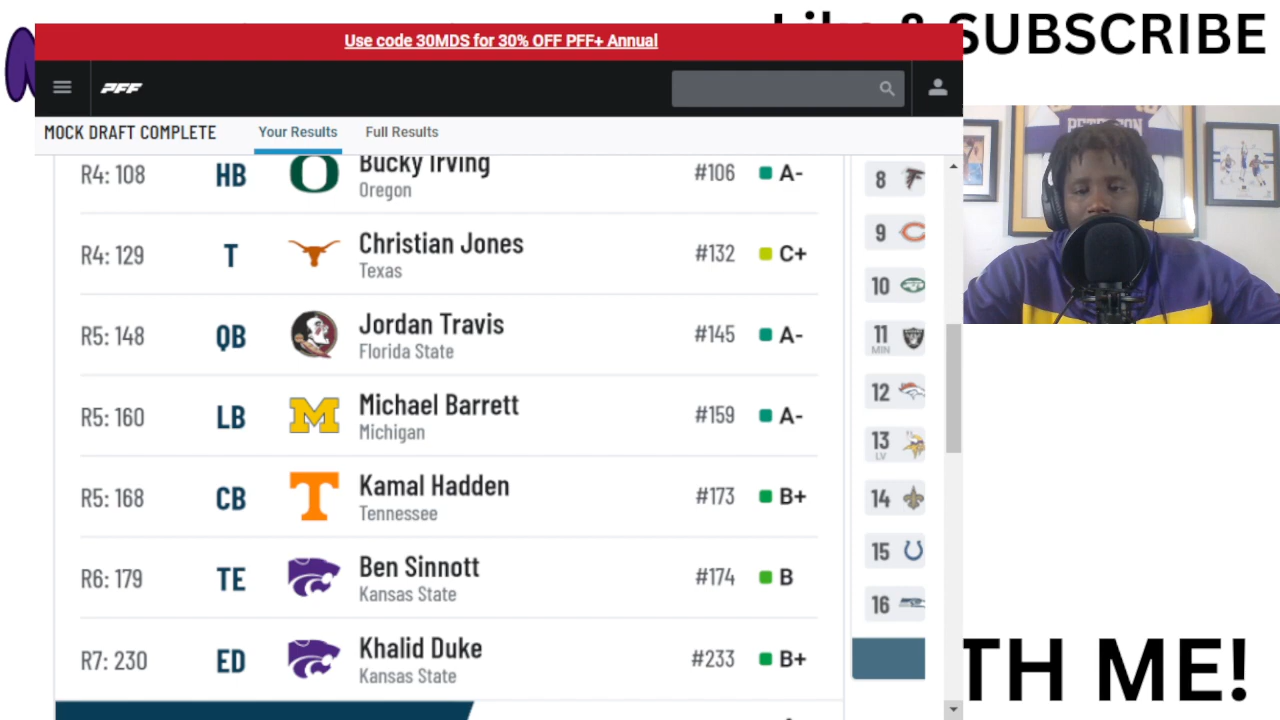 Like & SUBSCRIBE
Use code 30MDS for 30% OFF PFF+ Annual
PFF
MOCK DRAFT COMPLETE Your Results Full Results
R4: 108 HB Bucky Irving #106 A-
Oregon
R4: 129 T Christian Jones #132 C+
Texas
R5: 148 QB Jordan Travis #145 A-
Florida State
R5: 160 LB Michael Barrett #159 A-
Michigan
R5: 168 CB Kamal Hadden #173 B+
Tennessee
R6: 179 TE Ben Sinnott #174 B
Kansas State
R7: 230 ED Khalid Duke #233 B+
Kansas State
8
9
10
11
MIN
12
13
LV
14
15
16
TH ME!